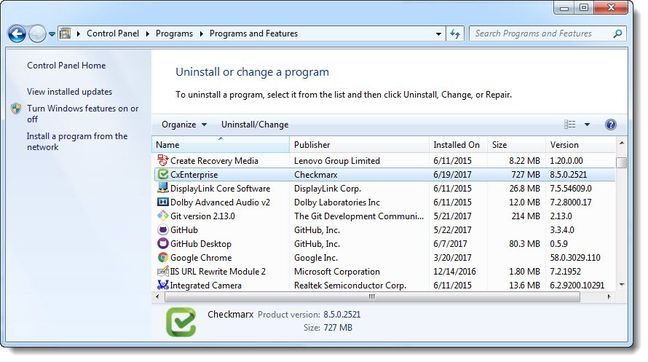 Control Panel ▸ Programs ▸ Programs and Features
Search Programs and Features
Control Panel Home
View installed updates
Turn Windows features on or
off
Install a program from the
network
Uninstall or change a program
To uninstall a program, select it from the list and then click Uninstall, Change, or Repair.
Organize Uninstall/Change
Name Publisher Installed On Size Version
Create Recovery Media Lenovo Group Limited 6/11/2015 8.22 MB 1.20.00.00
CxEnterprise Checkmarx 6/19/2017 727 MB 8.5.0.2521
DisplayLink Core Software DisplayLink Corp. 6/11/2015 26.8 MB 7.5.54609.0
Dolby Advanced Audio v2 Dolby Laboratories Inc 6/11/2015 12.0 MB 7.2.8000.17
Git version 2.13.0 The Git Development Communi... 5/21/2017 214 MB 2.13.0
GitHub GitHub, Inc. 5/22/2017 3.3.4.0
GitHub Desktop GitHub, Inc. 6/7/2017 80.3 MB 0.5.9
Google Chrome Google Inc. 3/20/2017 58.0.3029.110
IIS URL Rewrite Module 2 Microsoft Corporation 12/14/2016 1.80 MB 7.2.1952
Integrated Camera Realtek Semiconductor Corp. 6/11/2015 13.6 MB 6.2.9200.10291
Checkmarx Product version: 8.5.0.2521
Size: 727 MB